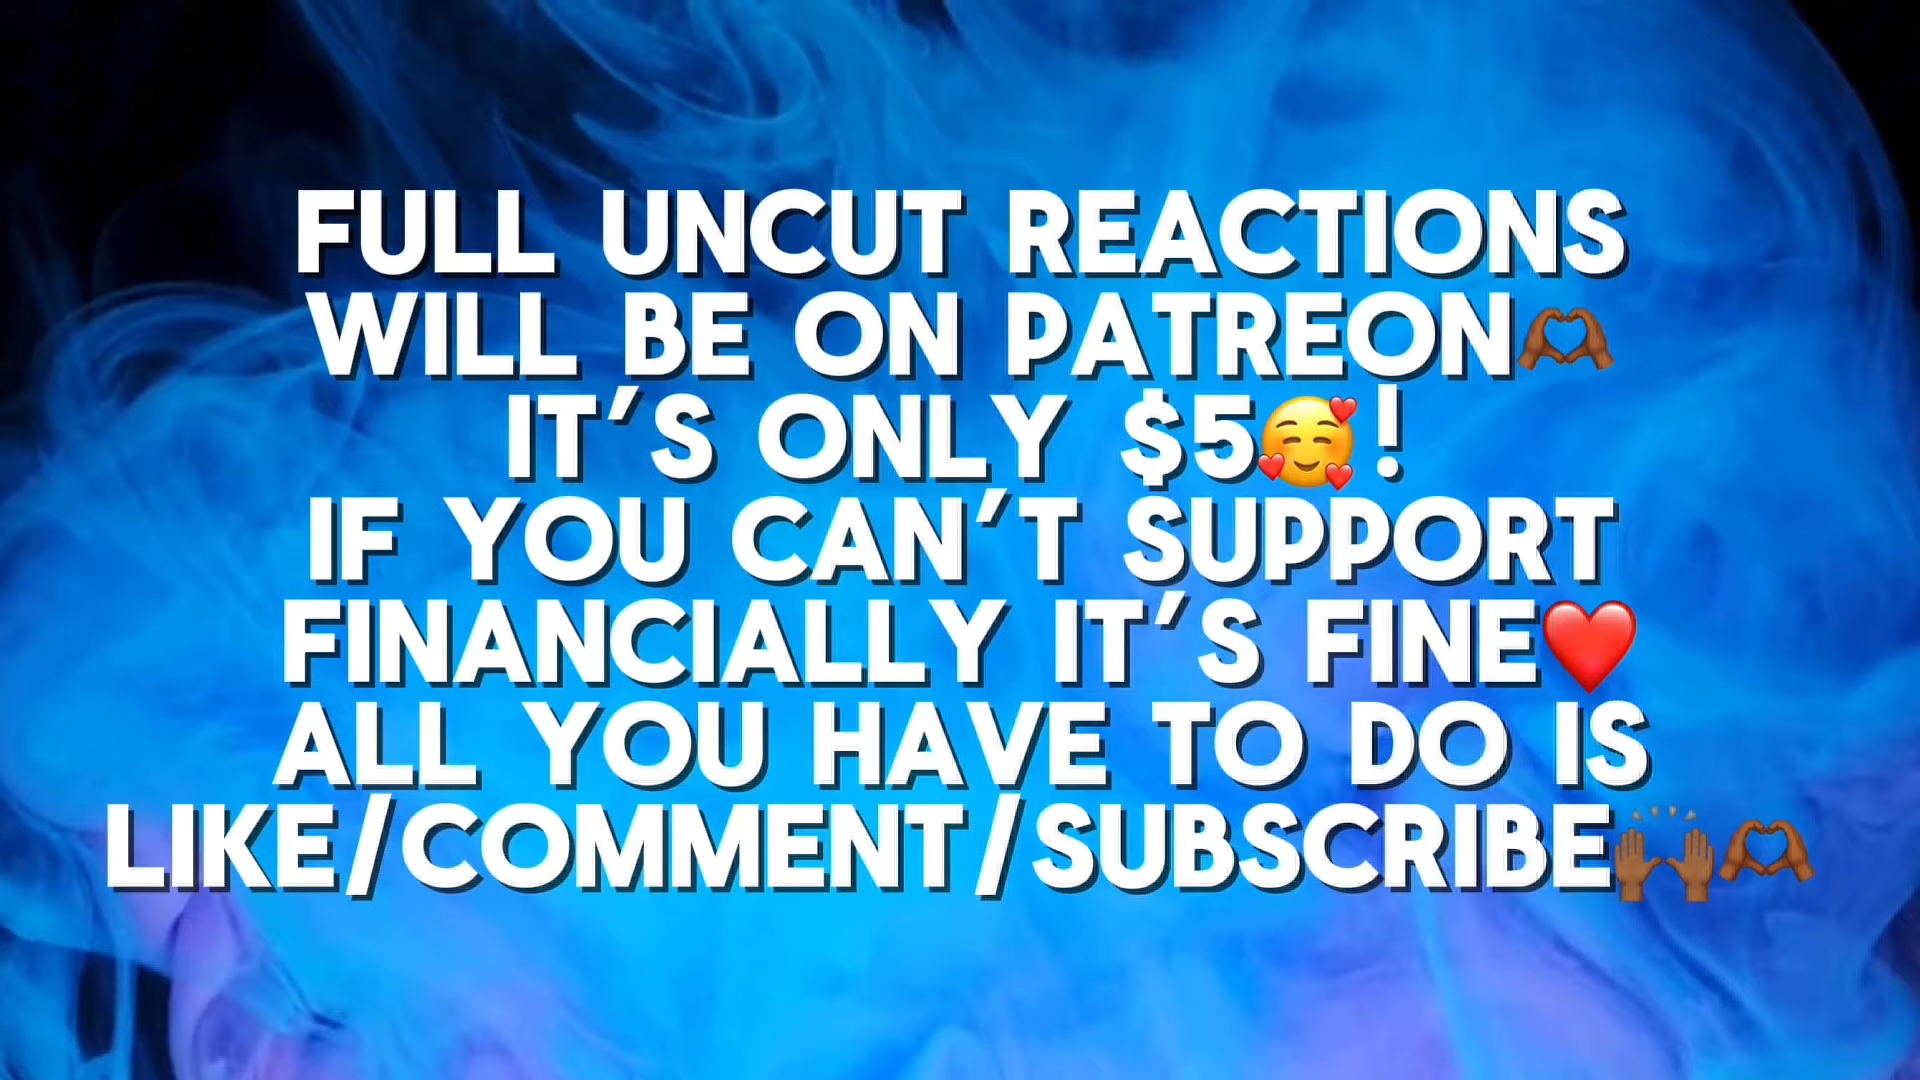 FULL UNCUT REACTIONS
WILL BE ON PATREON🫶🏾
IT'S ONLY $5🥰!
IF YOU CAN'T SUPPORT
FINANCIALLY IT'S FINE❤️
ALL YOU HAVE TO DO IS
LIKE/COMMENT/SUBSCRIBE🙌🏾🫶🏾